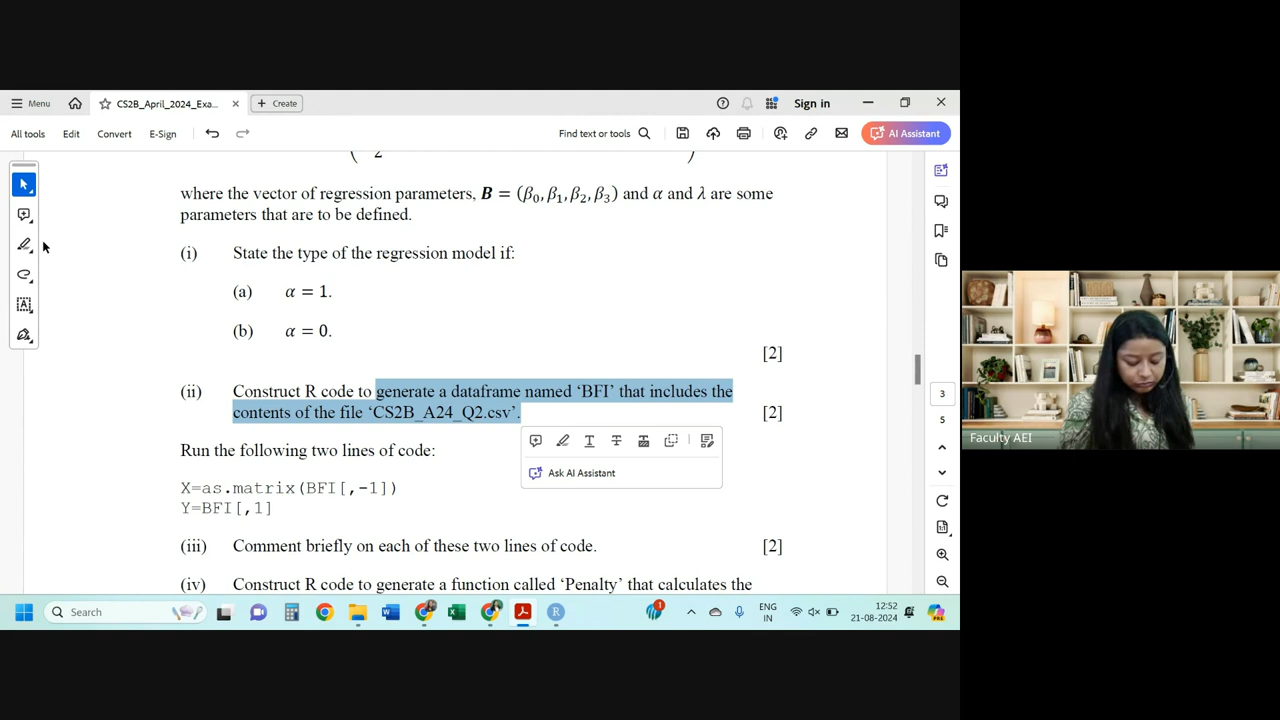 Menu
CS2B_April_2024_Exa...
Create
Sign in
All tools
Edit
Convert
E-Sign
Find text or tools
AI Assistant
( 2 )
where the vector of regression parameters, B = (β0, β1, β2, β3) and α and λ are some
parameters that are to be defined.
(i) State the type of the regression model if:
(a) α = 1.
(b) α = 0.
[2]
(ii) Construct R code to generate a dataframe named ‘BFI’ that includes the
contents of the file ‘CS2B_A24_Q2.csv’. [2]
Ask AI Assistant
Run the following two lines of code:
X=as.matrix(BFI[,-1])
Y=BFI[,1]
(iii) Comment briefly on each of these two lines of code. [2]
(iv) Construct R code to generate a function called ‘Penalty’ that calculates the
3
5
Faculty AEI
Search
1
ENG
IN
12:52
21-08-2024